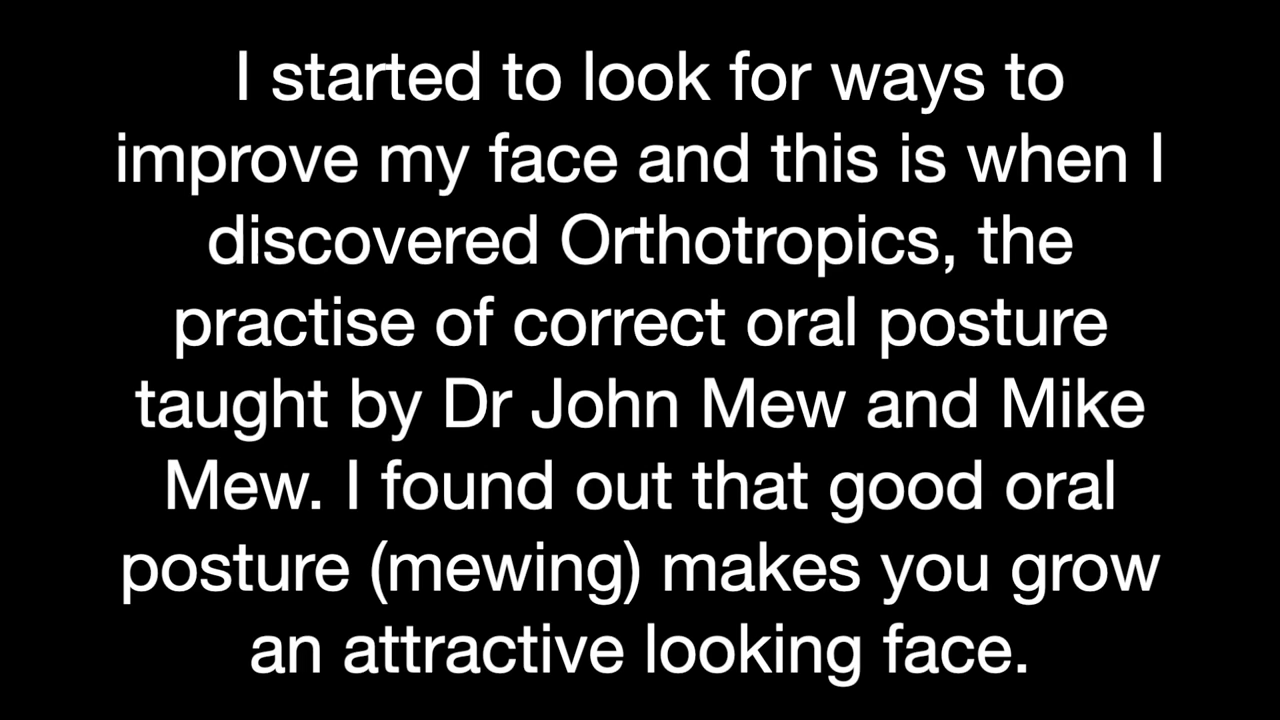 I started to look for ways to
improve my face and this is when I
discovered Orthotropics, the
practise of correct oral posture
taught by Dr John Mew and Mike
Mew. I found out that good oral
posture (mewing) makes you grow
an attractive looking face.